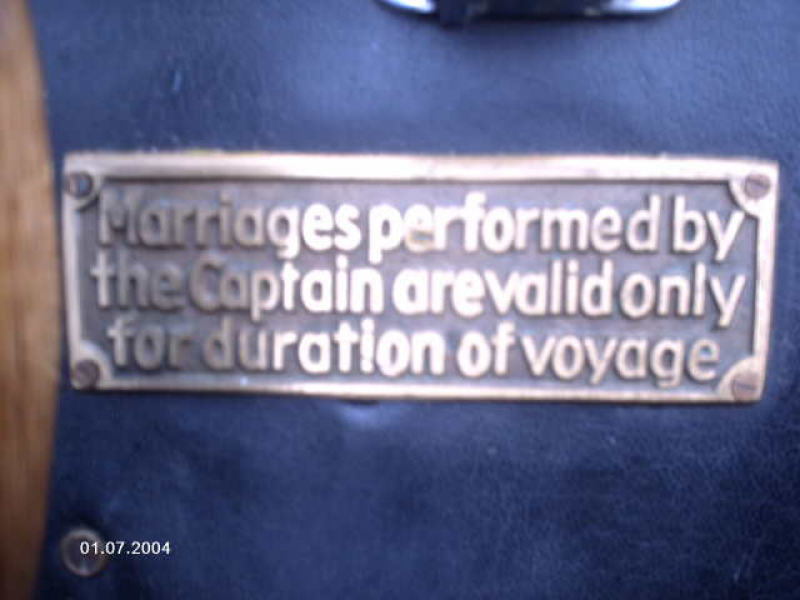 Marriages performed by
the Captain are valid only
for duration of voyage
01.07.2004